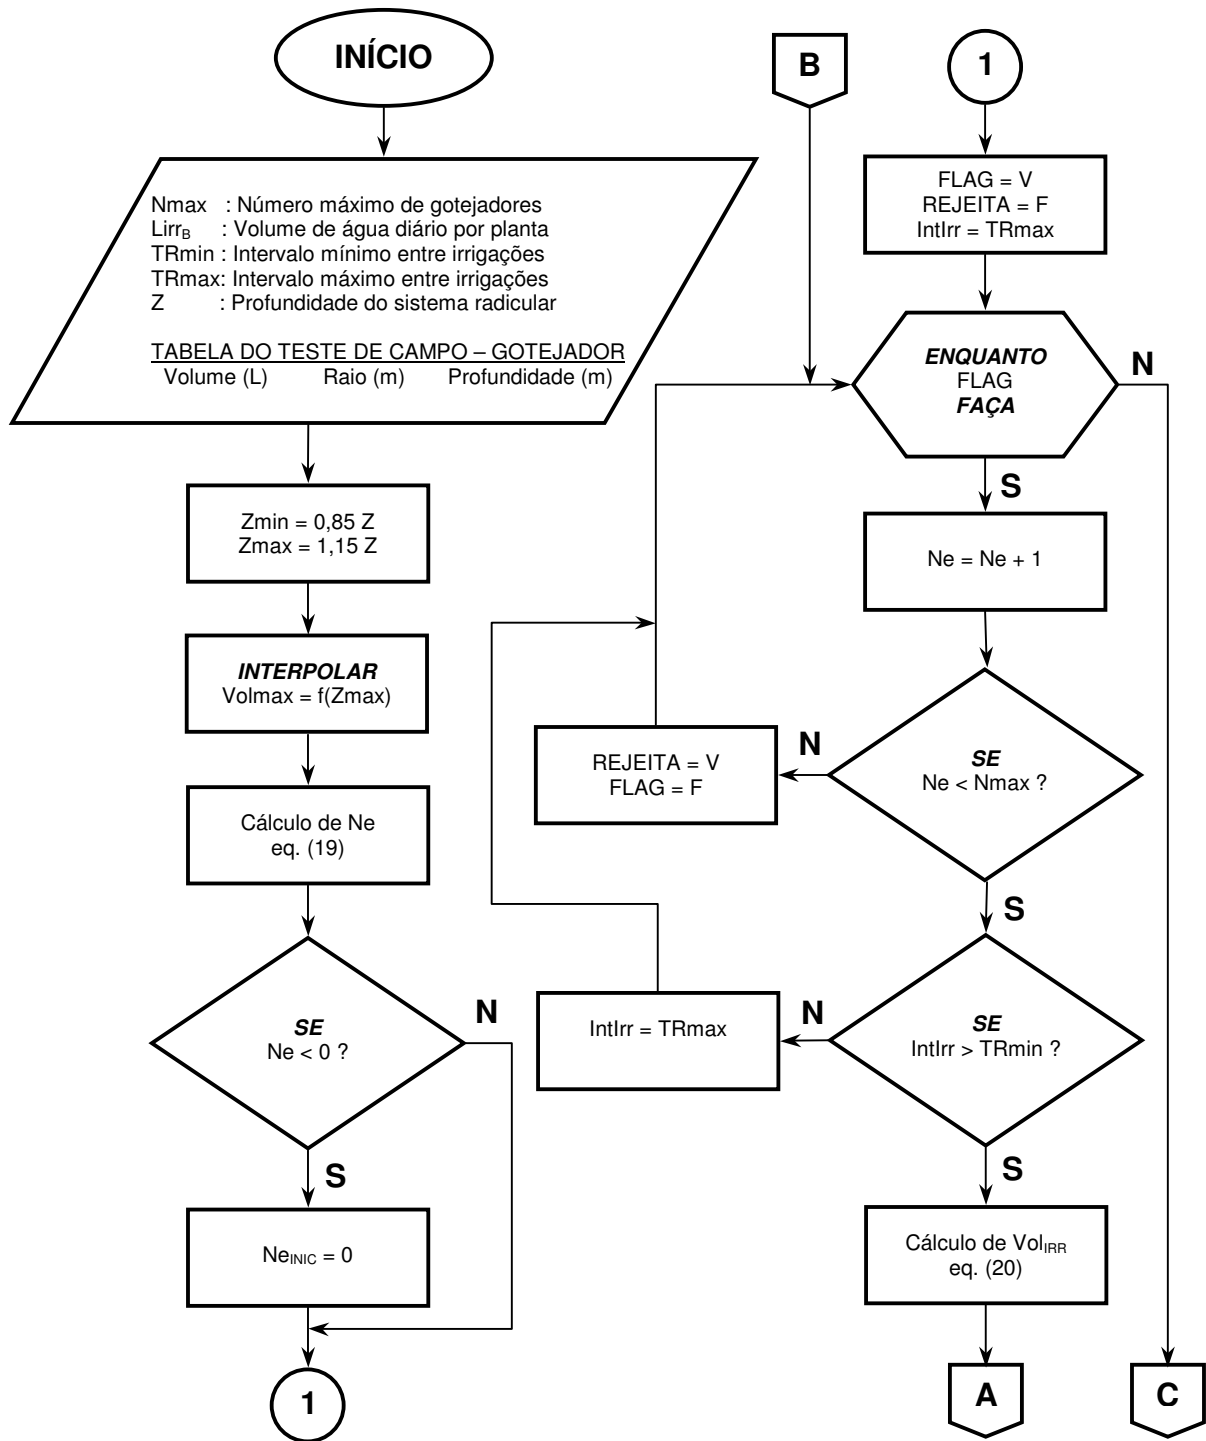 INÍCIO
Nmax : Número máximo de gotejadores
LirrB : Volume de água diário por planta
TRmin : Intervalo mínimo entre irrigações
TRmax: Intervalo máximo entre irrigações
Z : Profundidade do sistema radicular
TABELA DO TESTE DE CAMPO – GOTEJADOR
Volume (L) Raio (m) Profundidade (m)
Zmin = 0,85 Z
Zmax = 1,15 Z
INTERPOLAR
Volmax = f(Zmax)
Cálculo de Ne
eq. (19)
SE
Ne < 0 ?
N
S
NeINIC = 0
1
B
1
FLAG = V
REJEITA = F
IntIrr = TRmax
ENQUANTO
FLAG
FAÇA
N
S
Ne = Ne + 1
SE
Ne < Nmax ?
N
REJEITA = V
FLAG = F
S
SE
IntIrr > TRmin ?
N
IntIrr = TRmax
S
Cálculo de VolIRR
eq. (20)
A
C